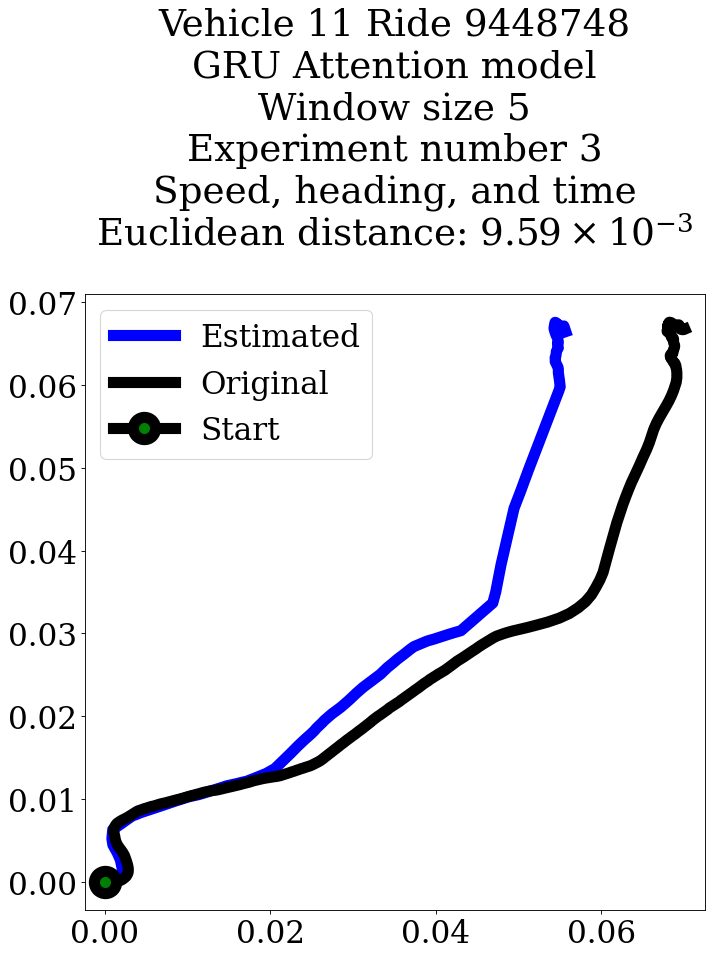 Vehicle 11 Ride 9448748
GRU Attention model
Window size 5
Experiment number 3
Speed, heading, and time
Euclidean distance: 9.59 × 10⁻³
0.07
0.06
0.05
0.04
0.03
0.02
0.01
0.00
Estimated
Original
Start
0.00 0.02 0.04 0.06